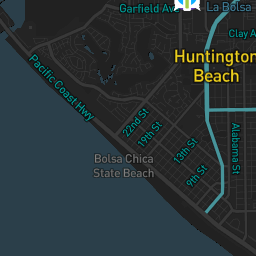 Garfield Av
La Bolsa
Clay A
Huntington
Beach
Pacific Coast Hwy
22nd St
19th St
13th St
9th St
Alabama St
Bolsa Chica
State Beach